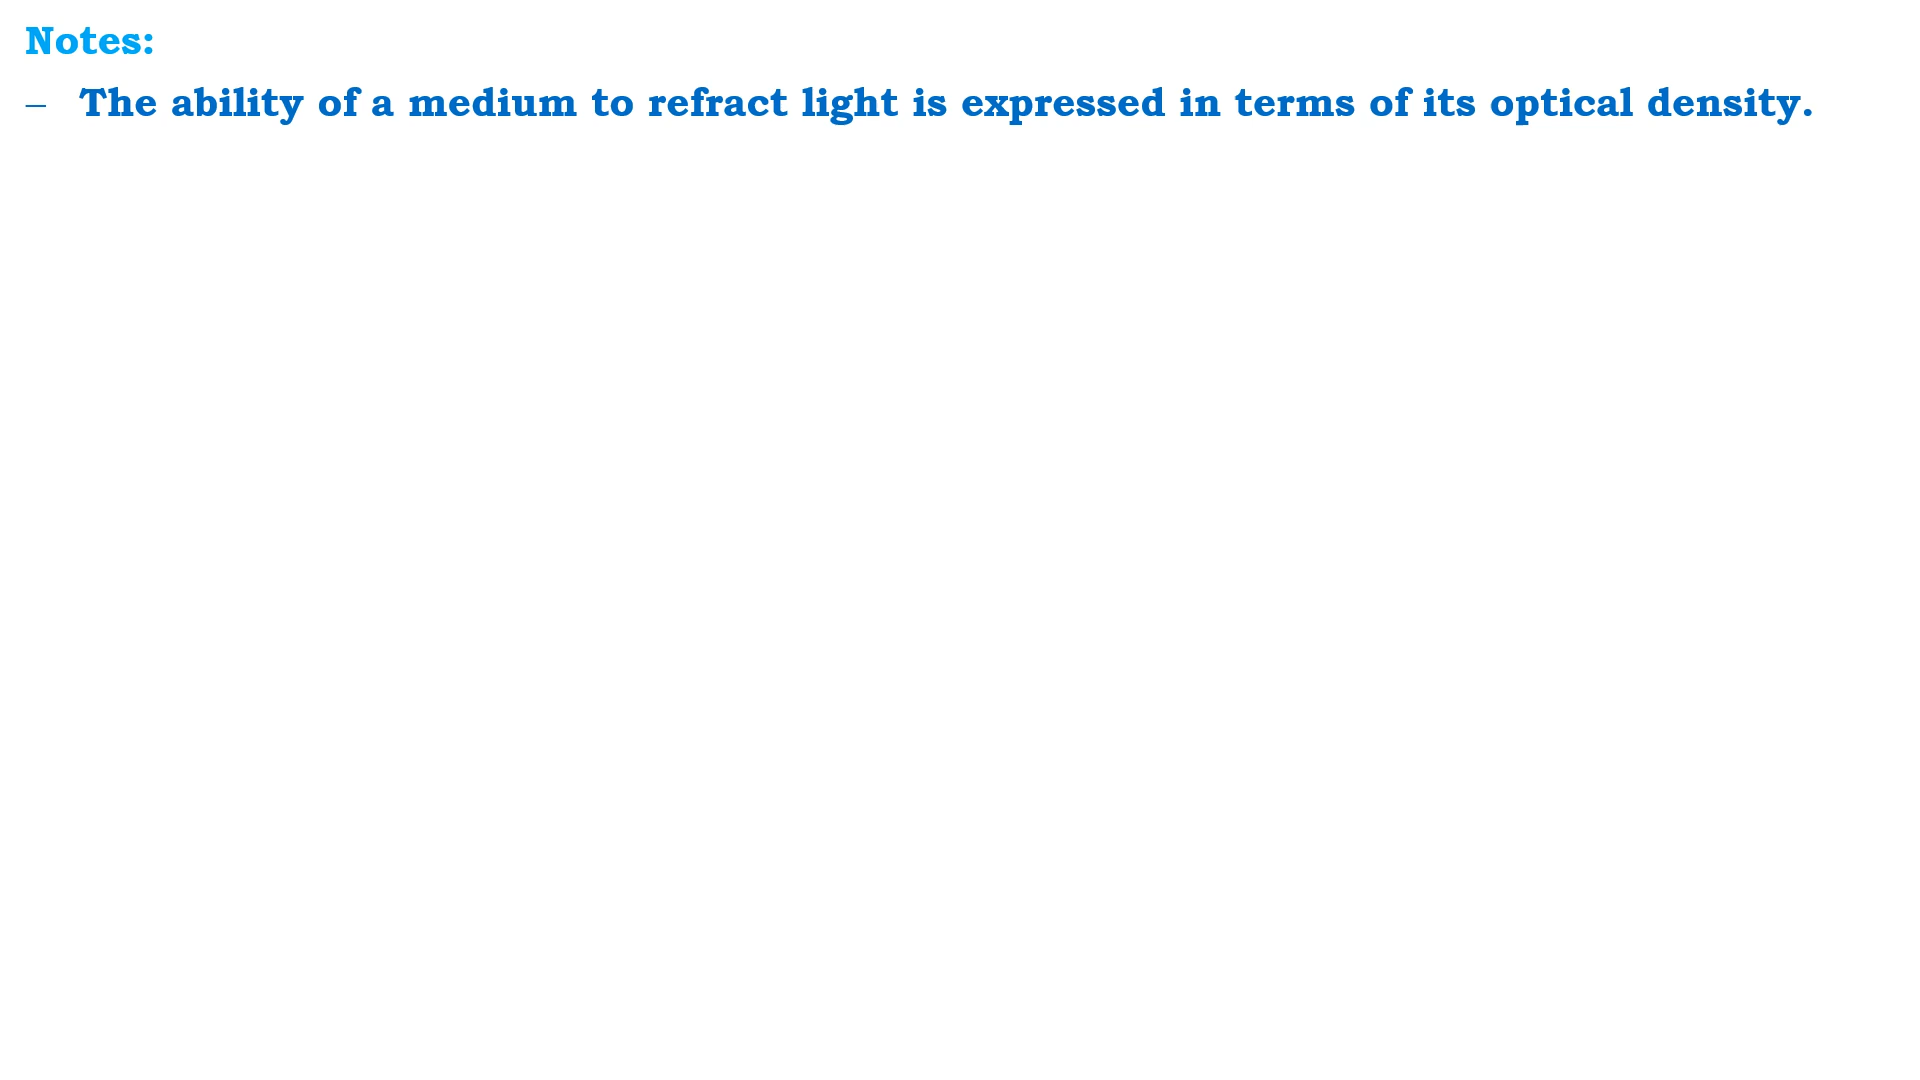 Notes:
– The ability of a medium to refract light is expressed in terms of its optical density.